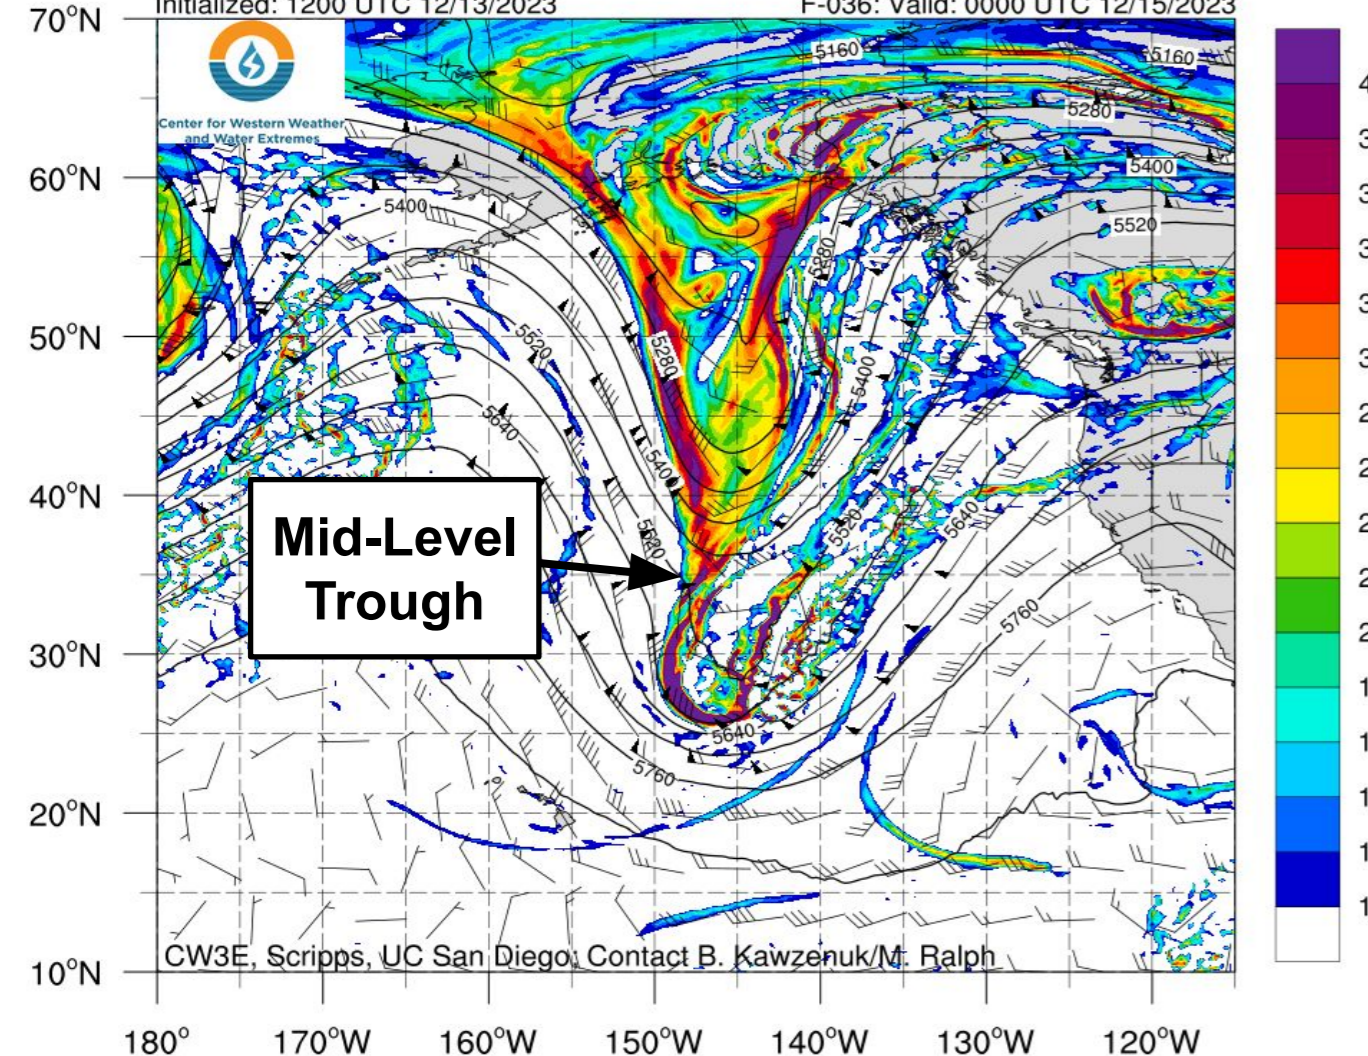 Initialized: 1200 UTC 12/13/2023 F-036: Valid: 0000 UTC 12/15/2023
70°N
Center for Western Weather
and Water Extremes
5160
5160
5280
5400
60°N
5400
5520
5280
50°N
5520
5280
5400
5640
5400
40°N
Mid-Level
Trough
5520
5520
5640
5760
30°N
5640
5760
20°N
CW3E, Scripps, UC San Diego; Contact B. Kawzenuk/M. Ralph
10°N
180° 170°W 160°W 150°W 140°W 130°W 120°W